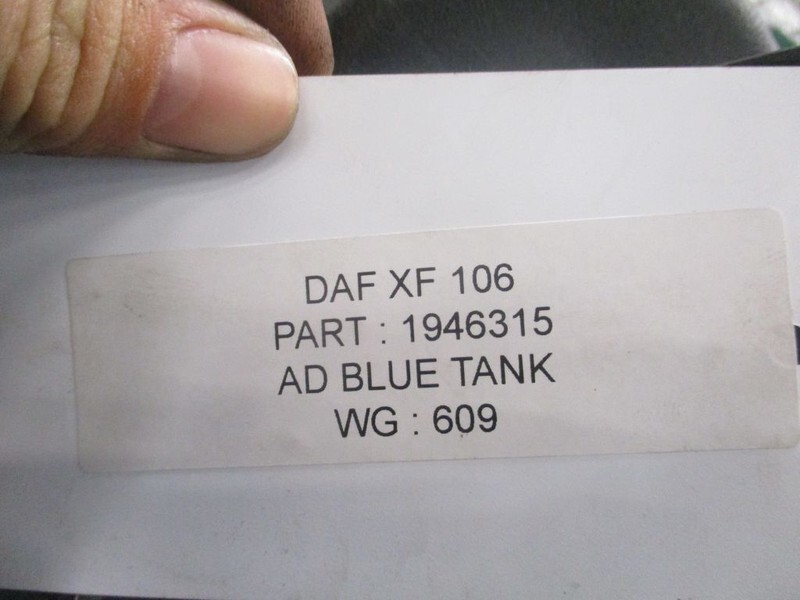 DAF XF 106
PART : 1946315
AD BLUE TANK
WG : 609